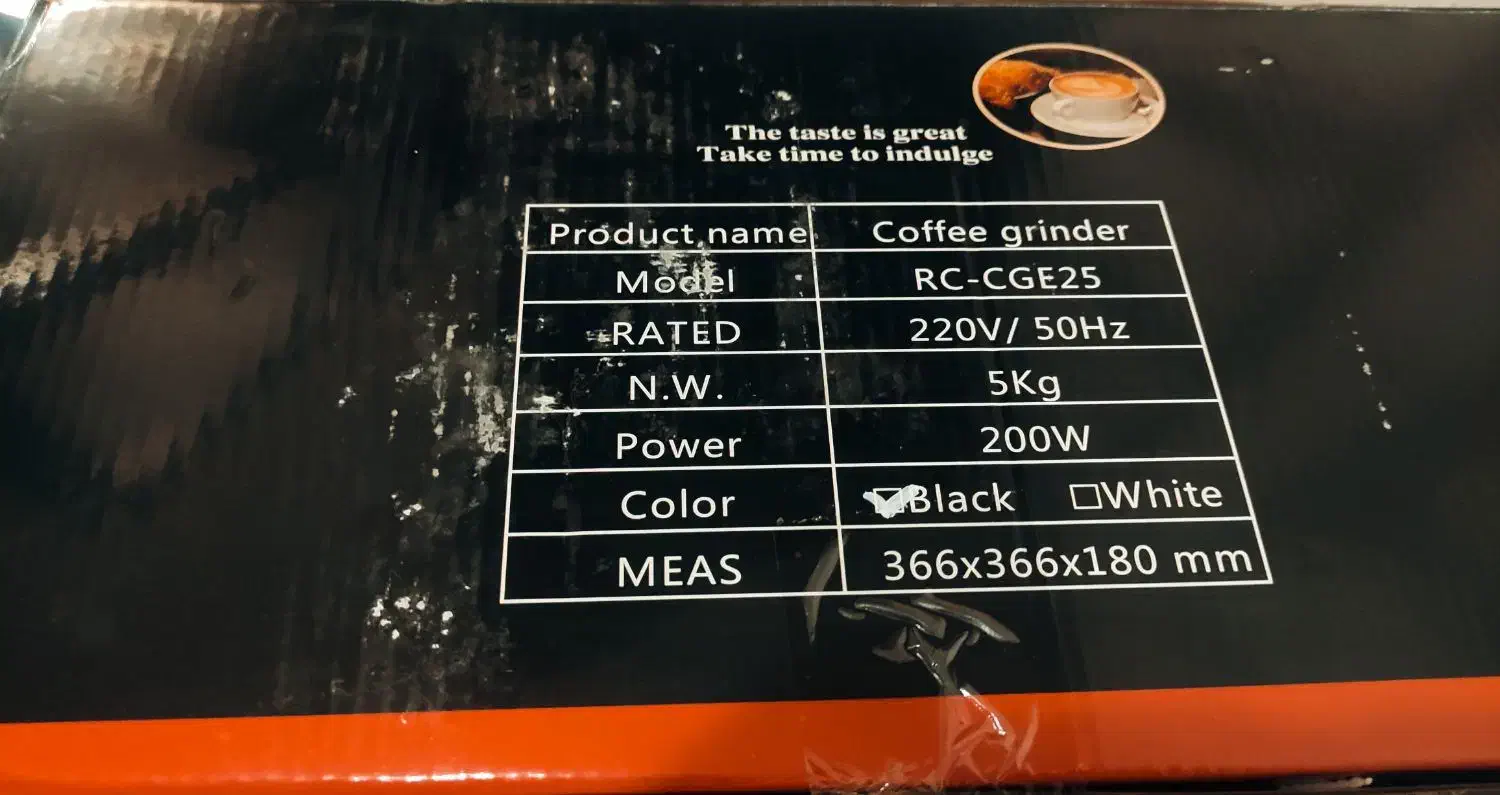 The taste is great
Take time to indulge
Product name Coffee grinder
Model RC-CGE25
RATED 220V/ 50Hz
N.W. 5Kg
Power 200W
Color ☑Black ☐White
MEAS 366x366x180 mm